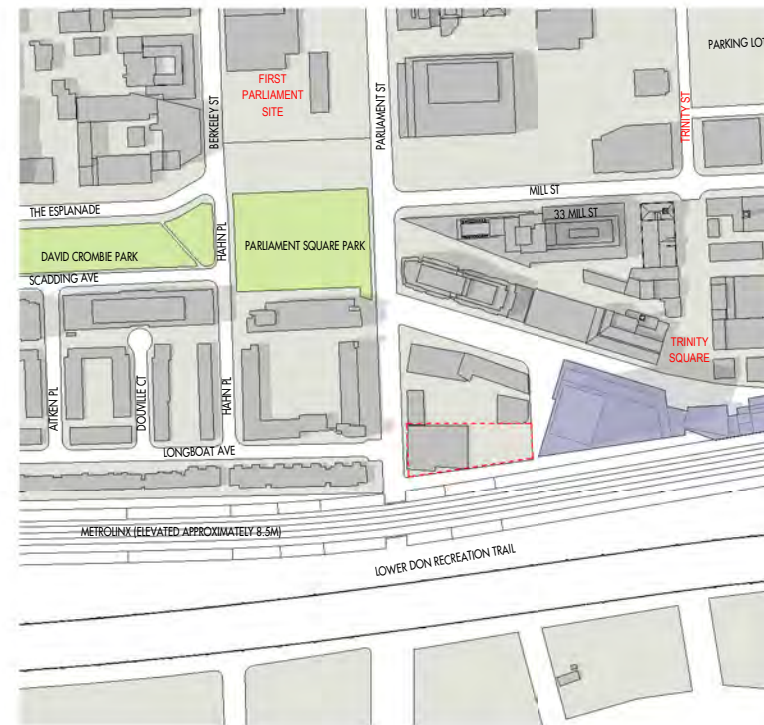 PARKING LOT
FIRST
PARLIAMENT
SITE
BERKELEY ST
PARLIAMENT ST
TRINITY ST
MILL ST
THE ESPLANADE
33 MILL ST
HAHN PL
PARLIAMENT SQUARE PARK
DAVID CROMBIE PARK
SCADDING AVE
TRINITY
SQUARE
AITKEN PL
DOUVILLE CT
HAHN PL
LONGBOAT AVE
METROLINX (ELEVATED APPROXIMATELY 8.5M)
LOWER DON RECREATION TRAIL